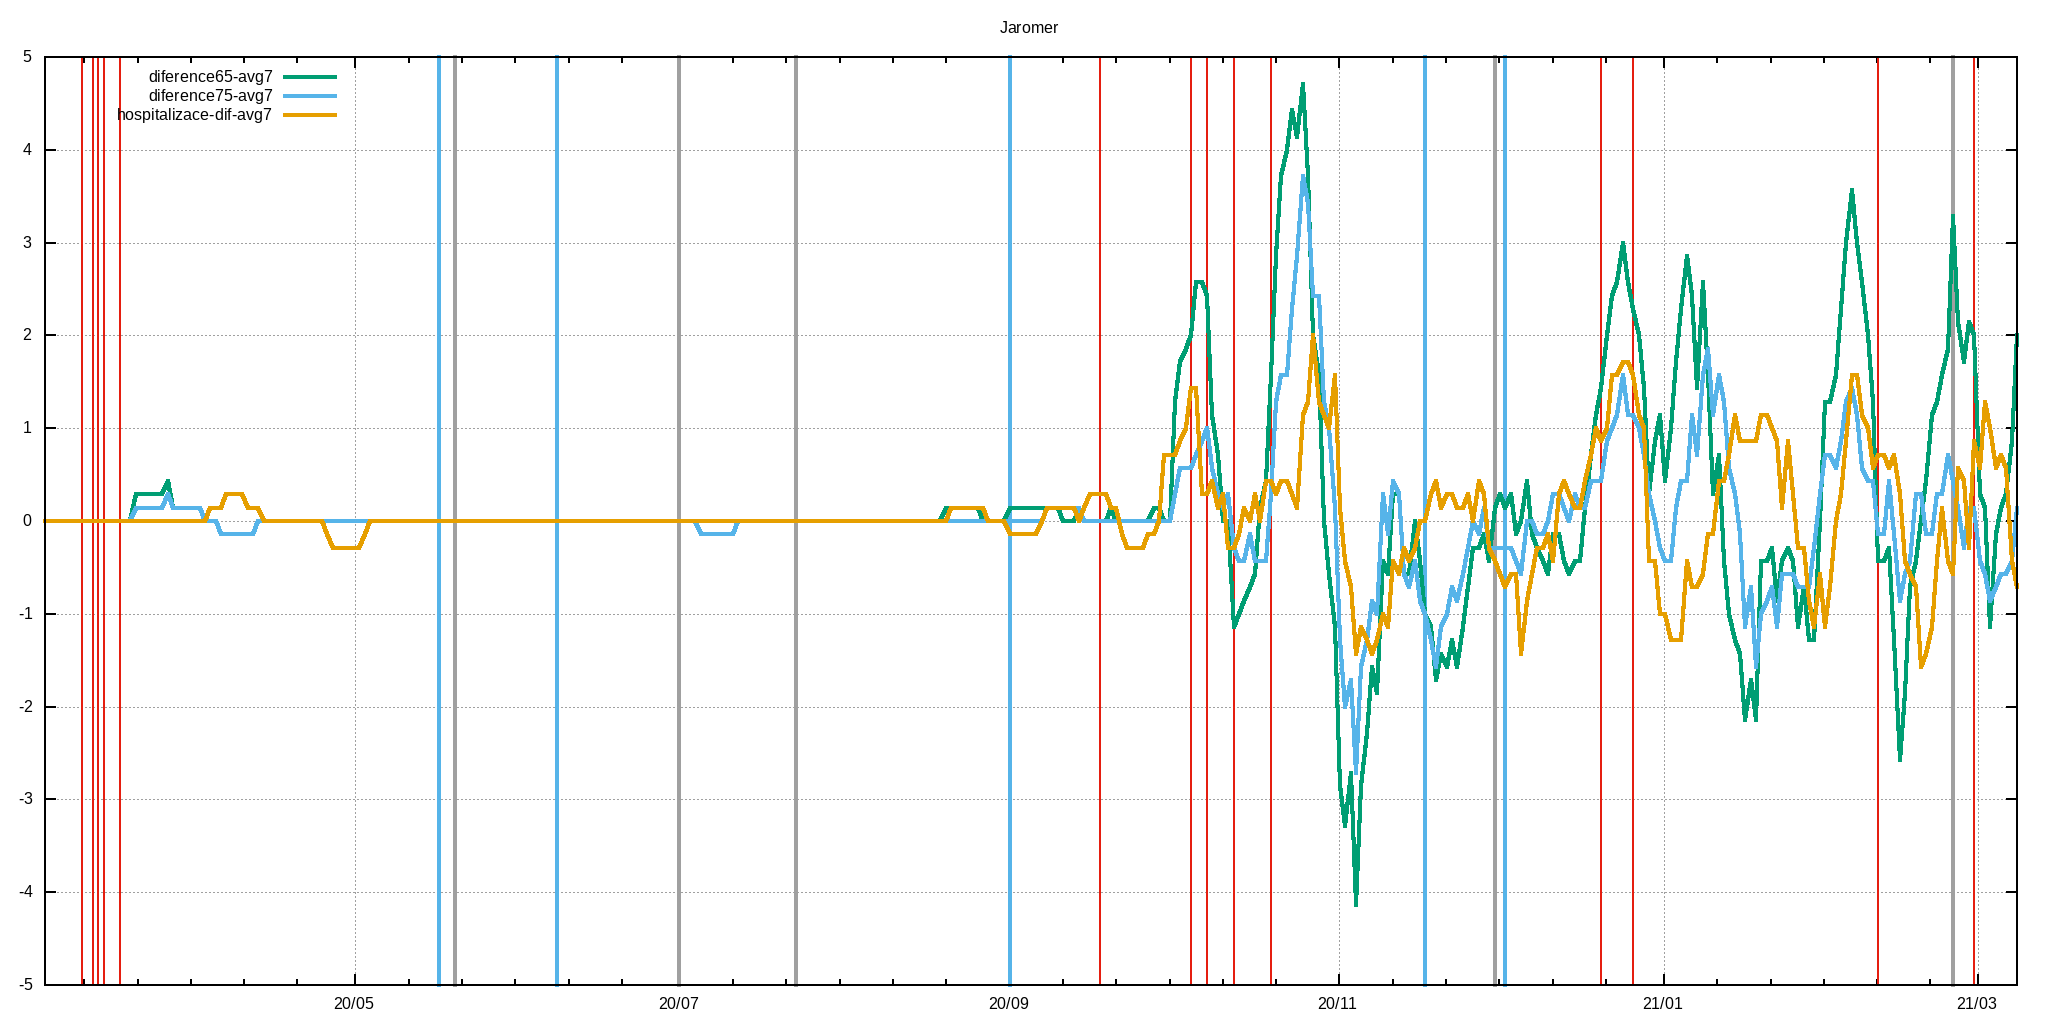 Jaromer
diference65-avg7
diference75-avg7
hospitalizace-dif-avg7
5
4
3
2
1
0
-1
-2
-3
-4
-5
20/05 20/07 20/09 20/11 21/01 21/03